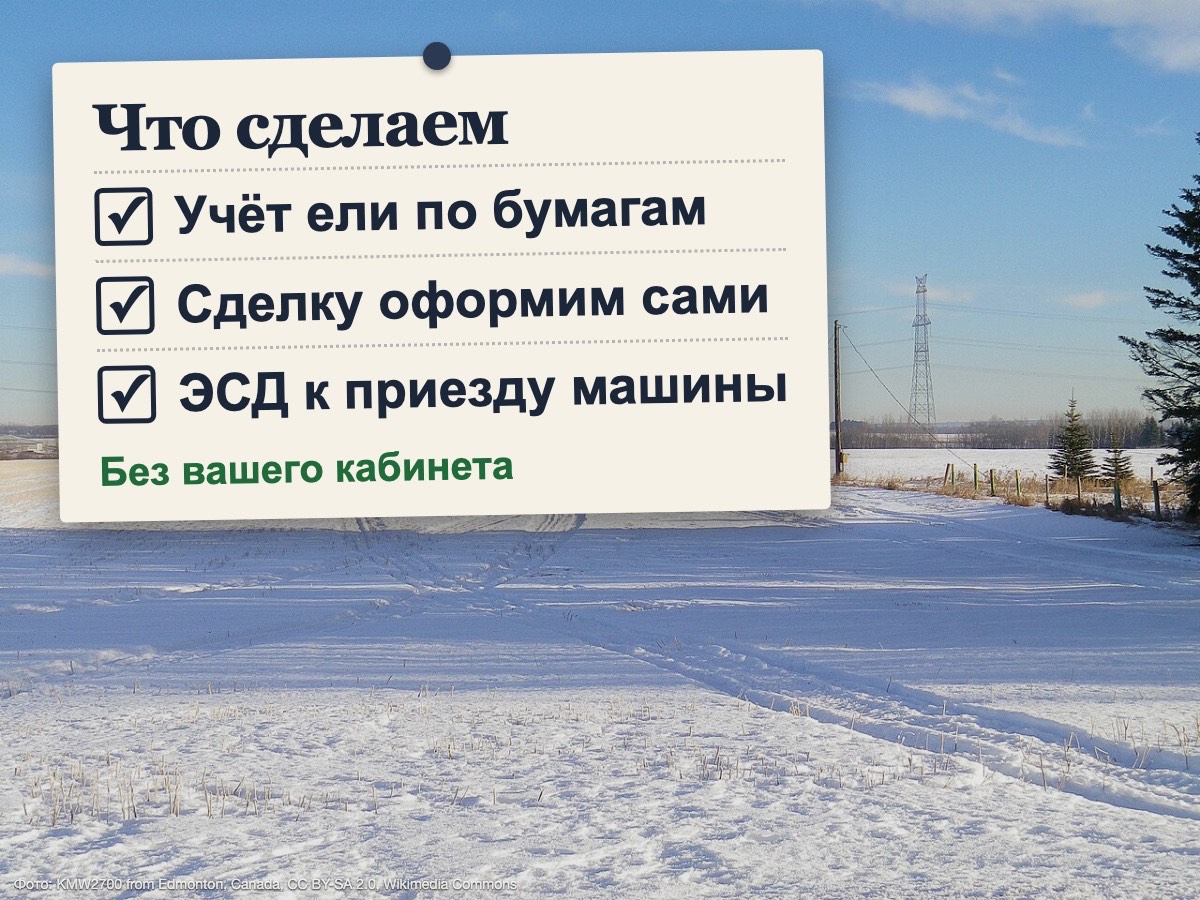 Что сделаем
Учёт ели по бумагам
Сделку оформим сами
ЭСД к приезду машины
Без вашего кабинета
Фото: KMW2700 from Edmonton, Canada, CC BY-SA 2.0, Wikimedia Commons